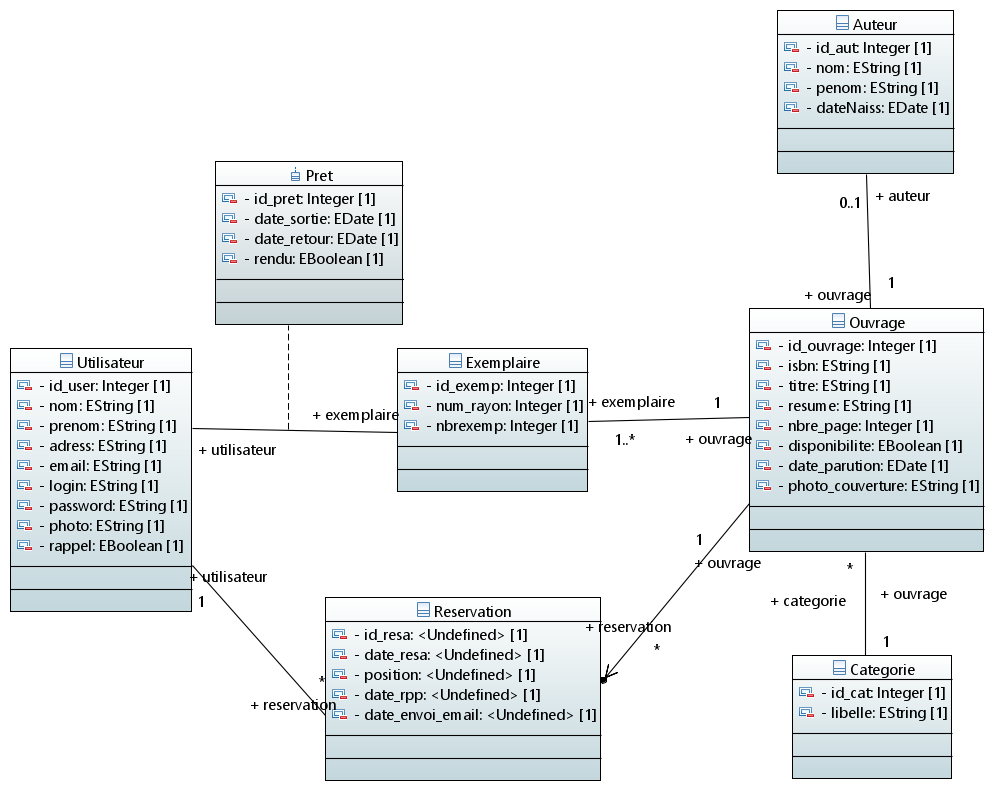 Auteur
- id_aut: Integer [1]
- nom: EString [1]
- penom: EString [1]
- dateNaiss: EDate [1]
0..1
+ auteur
1
+ ouvrage
Pret
- id_pret: Integer [1]
- date_sortie: EDate [1]
- date_retour: EDate [1]
- rendu: EBoolean [1]
Utilisateur
- id_user: Integer [1]
- nom: EString [1]
- prenom: EString [1]
- adress: EString [1]
- email: EString [1]
- login: EString [1]
- password: EString [1]
- photo: EString [1]
- rappel: EBoolean [1]
+ exemplaire
+ utilisateur
Exemplaire
- id_exemp: Integer [1]
- num_rayon: Integer [1]
- nbrexemp: Integer [1]
+ exemplaire
1
1..*
+ ouvrage
Ouvrage
- id_ouvrage: Integer [1]
- isbn: EString [1]
- titre: EString [1]
- resume: EString [1]
- nbre_page: Integer [1]
- disponibilite: EBoolean [1]
- date_parution: EDate [1]
- photo_couverture: EString [1]
1
+ ouvrage
+ reservation
*
+ utilisateur
1
*
+ reservation
Reservation
- id_resa: <Undefined> [1]
- date_resa: <Undefined> [1]
- position: <Undefined> [1]
- date_rpp: <Undefined> [1]
- date_envoi_email: <Undefined> [1]
*
+ ouvrage
+ categorie
1
Categorie
- id_cat: Integer [1]
- libelle: EString [1]